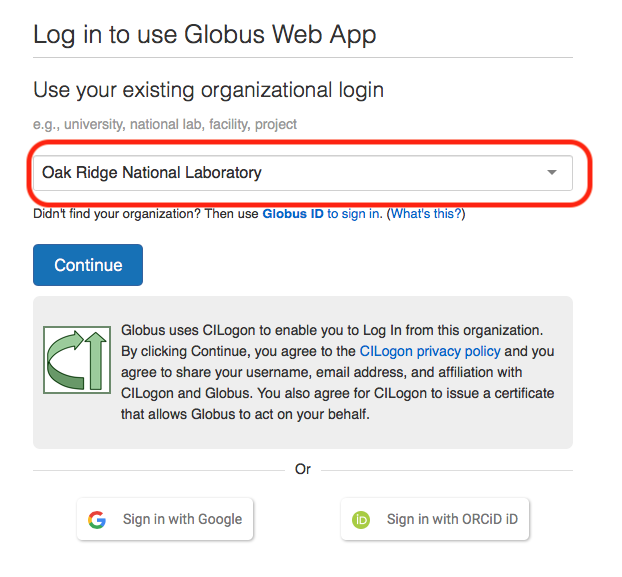 Log in to use Globus Web App
Use your existing organizational login
e.g., university, national lab, facility, project
Oak Ridge National Laboratory
Didn't find your organization? Then use Globus ID to sign in. (What's this?)
Continue
CI
Globus uses CILogon to enable you to Log In from this organization.
By clicking Continue, you agree to the CILogon privacy policy and you
agree to share your username, email address, and affiliation with
CILogon and Globus. You also agree for CILogon to issue a certificate
that allows Globus to act on your behalf.
Or
Sign in with Google
iD Sign in with ORCiD iD